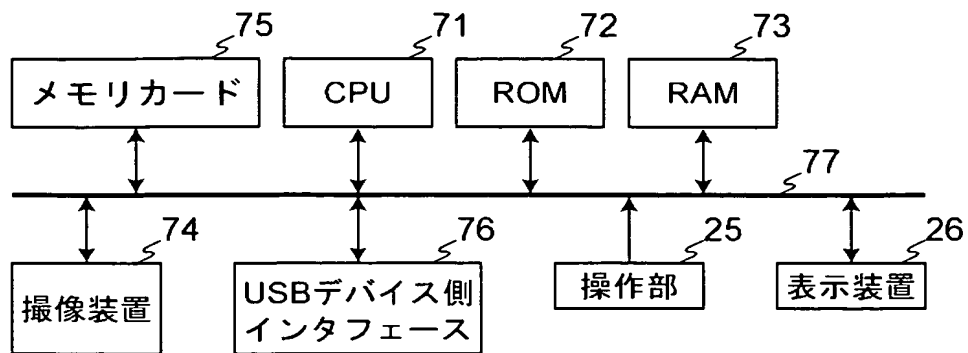 75
71
72
73
メモリカード
CPU
ROM
RAM
77
74
76
25
26
撮像装置
USBデバイス側
インタフェース
操作部
表示装置